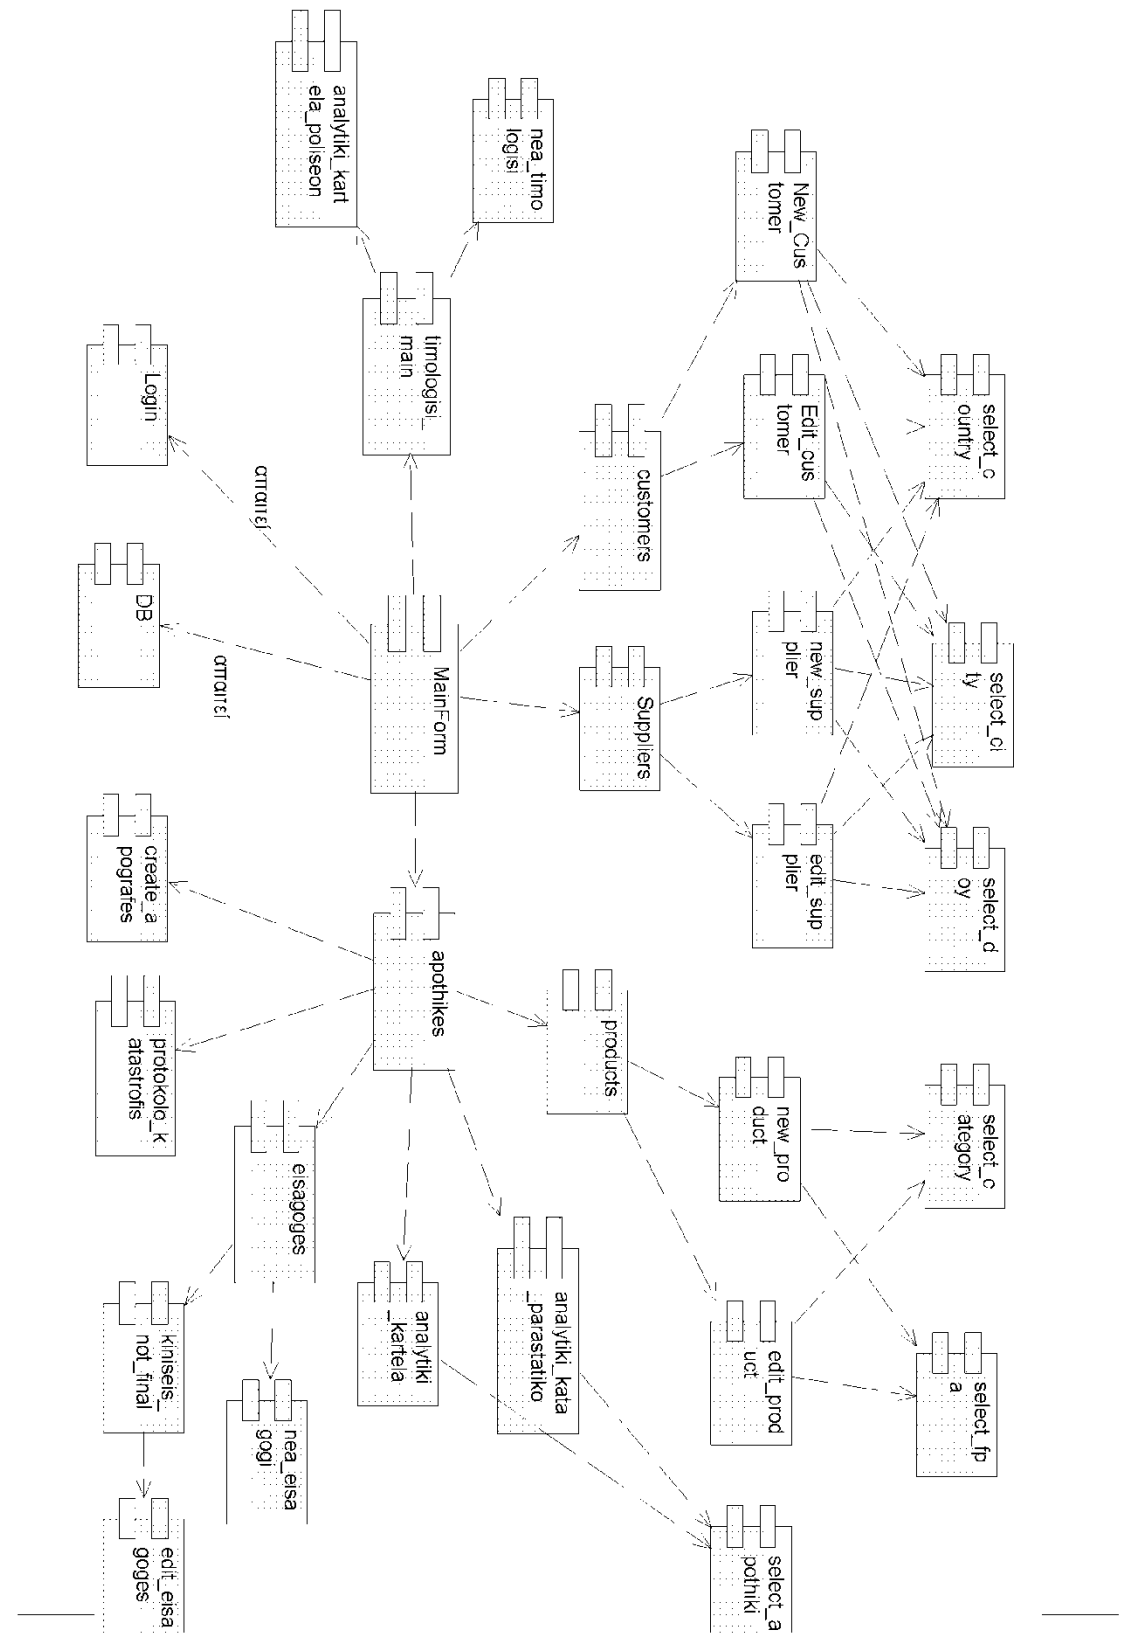 analytiki_kart
ela_poliseon
nea_timo
logisi
New_Cus
tomer
timologisi_
main
Login
Edit_cus
tomer
select_c
ountry
customers
απαιτεί
DB
απαιτεί
MainForm
Suppliers
new_sup
plier
select_ci
ty
edit_sup
plier
select_d
oy
create_a
pografes
apothikes
protokolo_k
atastrofis
products
new_pro
duct
select_c
ategory
eisagoges
analytiki
_kartela
analytiki_kata
_parastatiko
edit_prod
uct
select_fp
a
kiniseis_
not_final
nea_eisa
gogi
edit_eisa
goges
select_a
pothiki